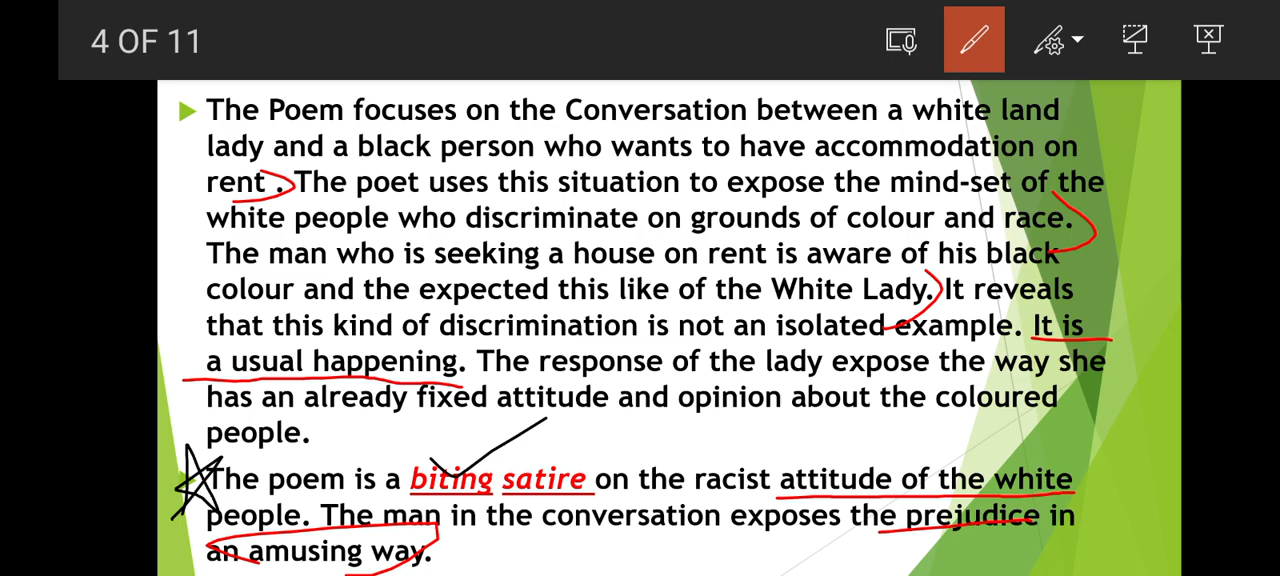 4 OF 11
The Poem focuses on the Conversation between a white land
lady and a black person who wants to have accommodation on
rent . The poet uses this situation to expose the mind-set of the
white people who discriminate on grounds of colour and race.
The man who is seeking a house on rent is aware of his black
colour and the expected this like of the White Lady. It reveals
that this kind of discrimination is not an isolated example. It is
a usual happening. The response of the lady expose the way she
has an already fixed attitude and opinion about the coloured
people.
The poem is a biting satire on the racist attitude of the white
people. The man in the conversation exposes the prejudice in
an amusing way.